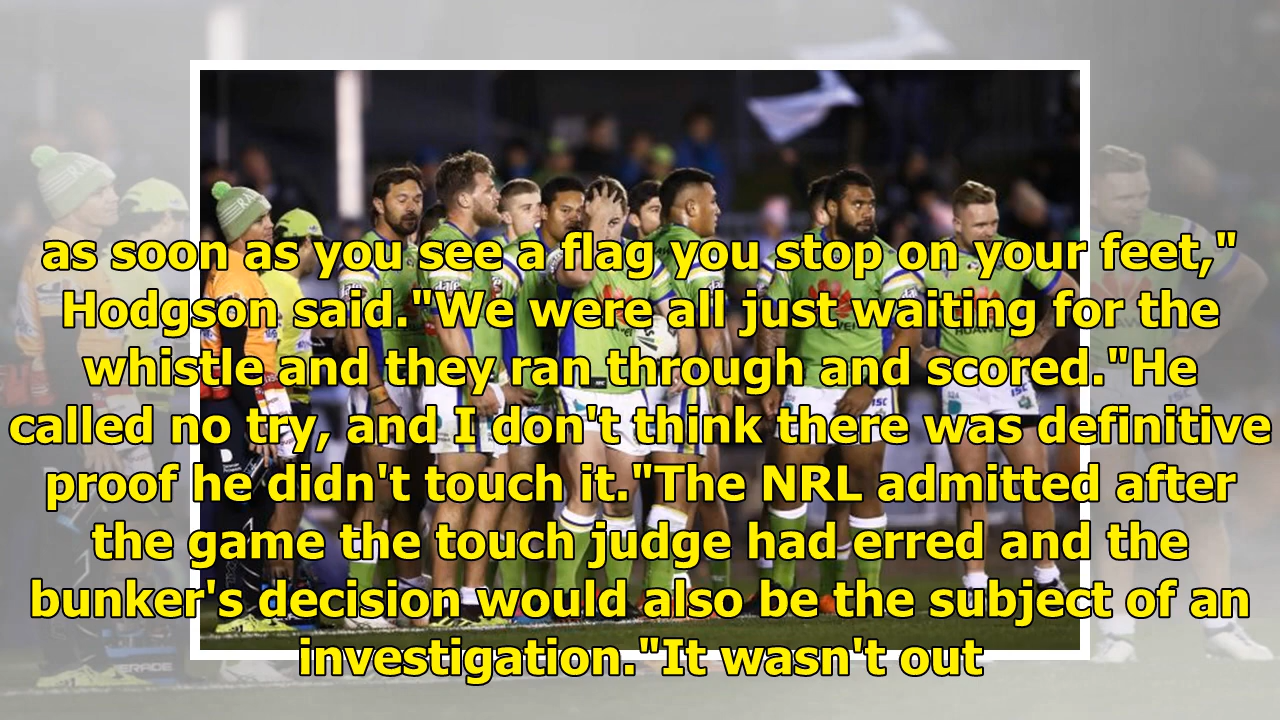 as soon as you see a flag you stop on your feet,"
Hodgson said."We were all just waiting for the
whistle and they ran through and scored."He
called no try, and I don't think there was definitive
proof he didn't touch it."The NRL admitted after
the game the touch judge had erred and the
bunker's decision would also be the subject of an
investigation."It wasn't out